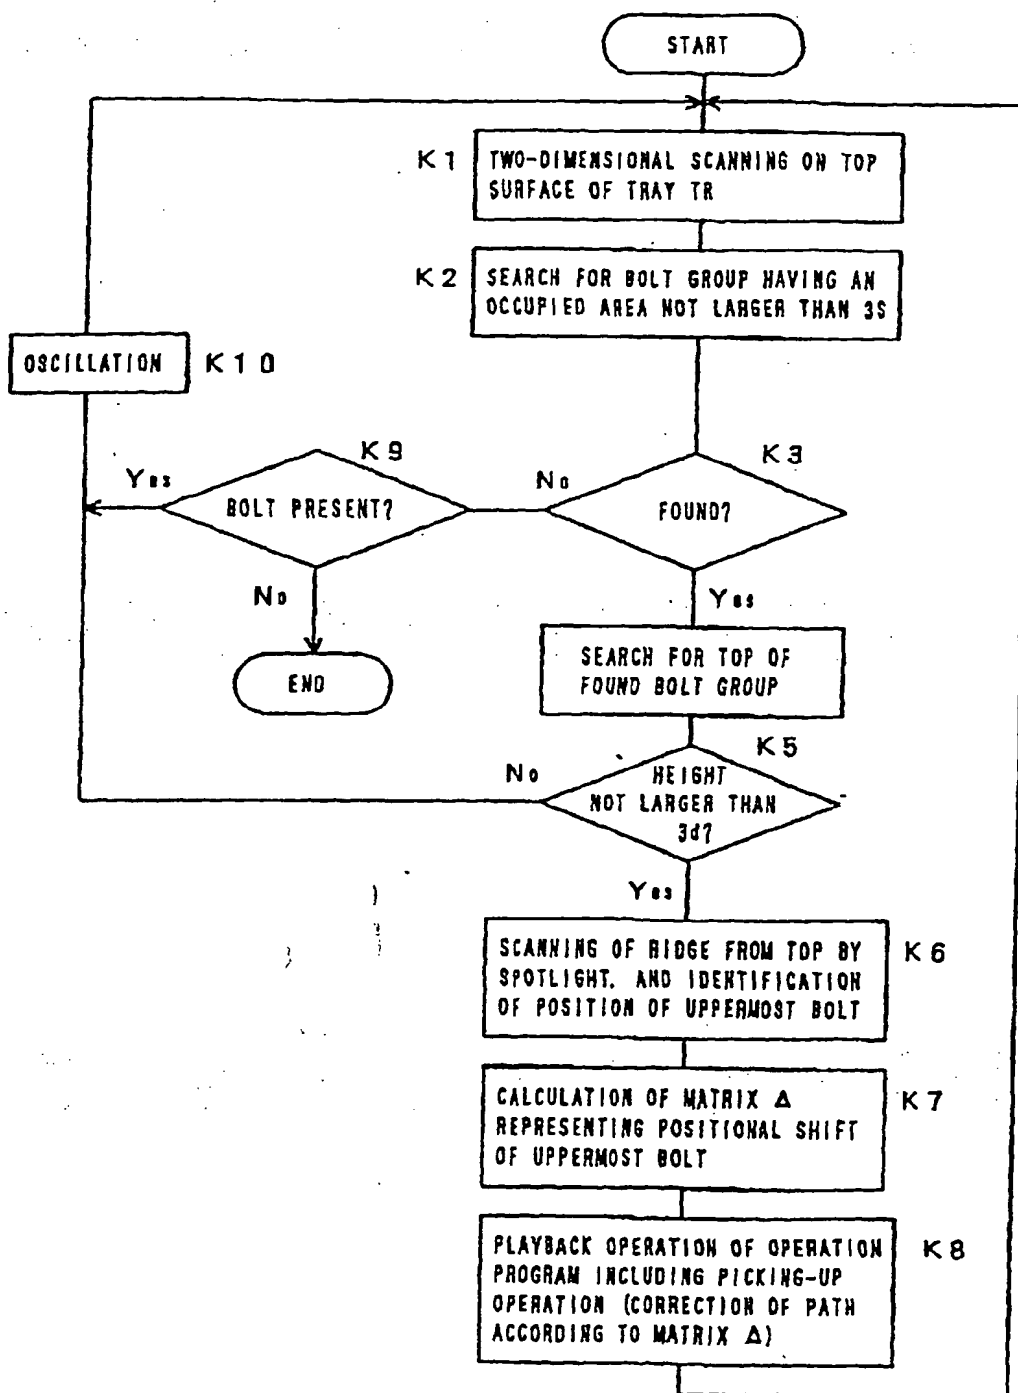 START
K1
TWO-DIMENSIONAL SCANNING ON TOP
SURFACE OF TRAY TR
K2
SEARCH FOR BOLT GROUP HAVING AN
OCCUPIED AREA NOT LARGER THAN 3S
OSCILLATION
K10
K9
K3
Yes
BOLT PRESENT?
No
FOUND?
No
Yes
END
SEARCH FOR TOP OF
FOUND BOLT GROUP
K5
No
HEIGHT
NOT LARGER THAN
3d?
Yes
SCANNING OF RIDGE FROM TOP BY
SPOTLIGHT, AND IDENTIFICATION
OF POSITION OF UPPERMOST BOLT
K6
CALCULATION OF MATRIX Δ
REPRESENTING POSITIONAL SHIFT
OF UPPERMOST BOLT
K7
PLAYBACK OPERATION OF OPERATION
PROGRAM INCLUDING PICKING-UP
OPERATION (CORRECTION OF PATH
ACCORDING TO MATRIX Δ)
K8